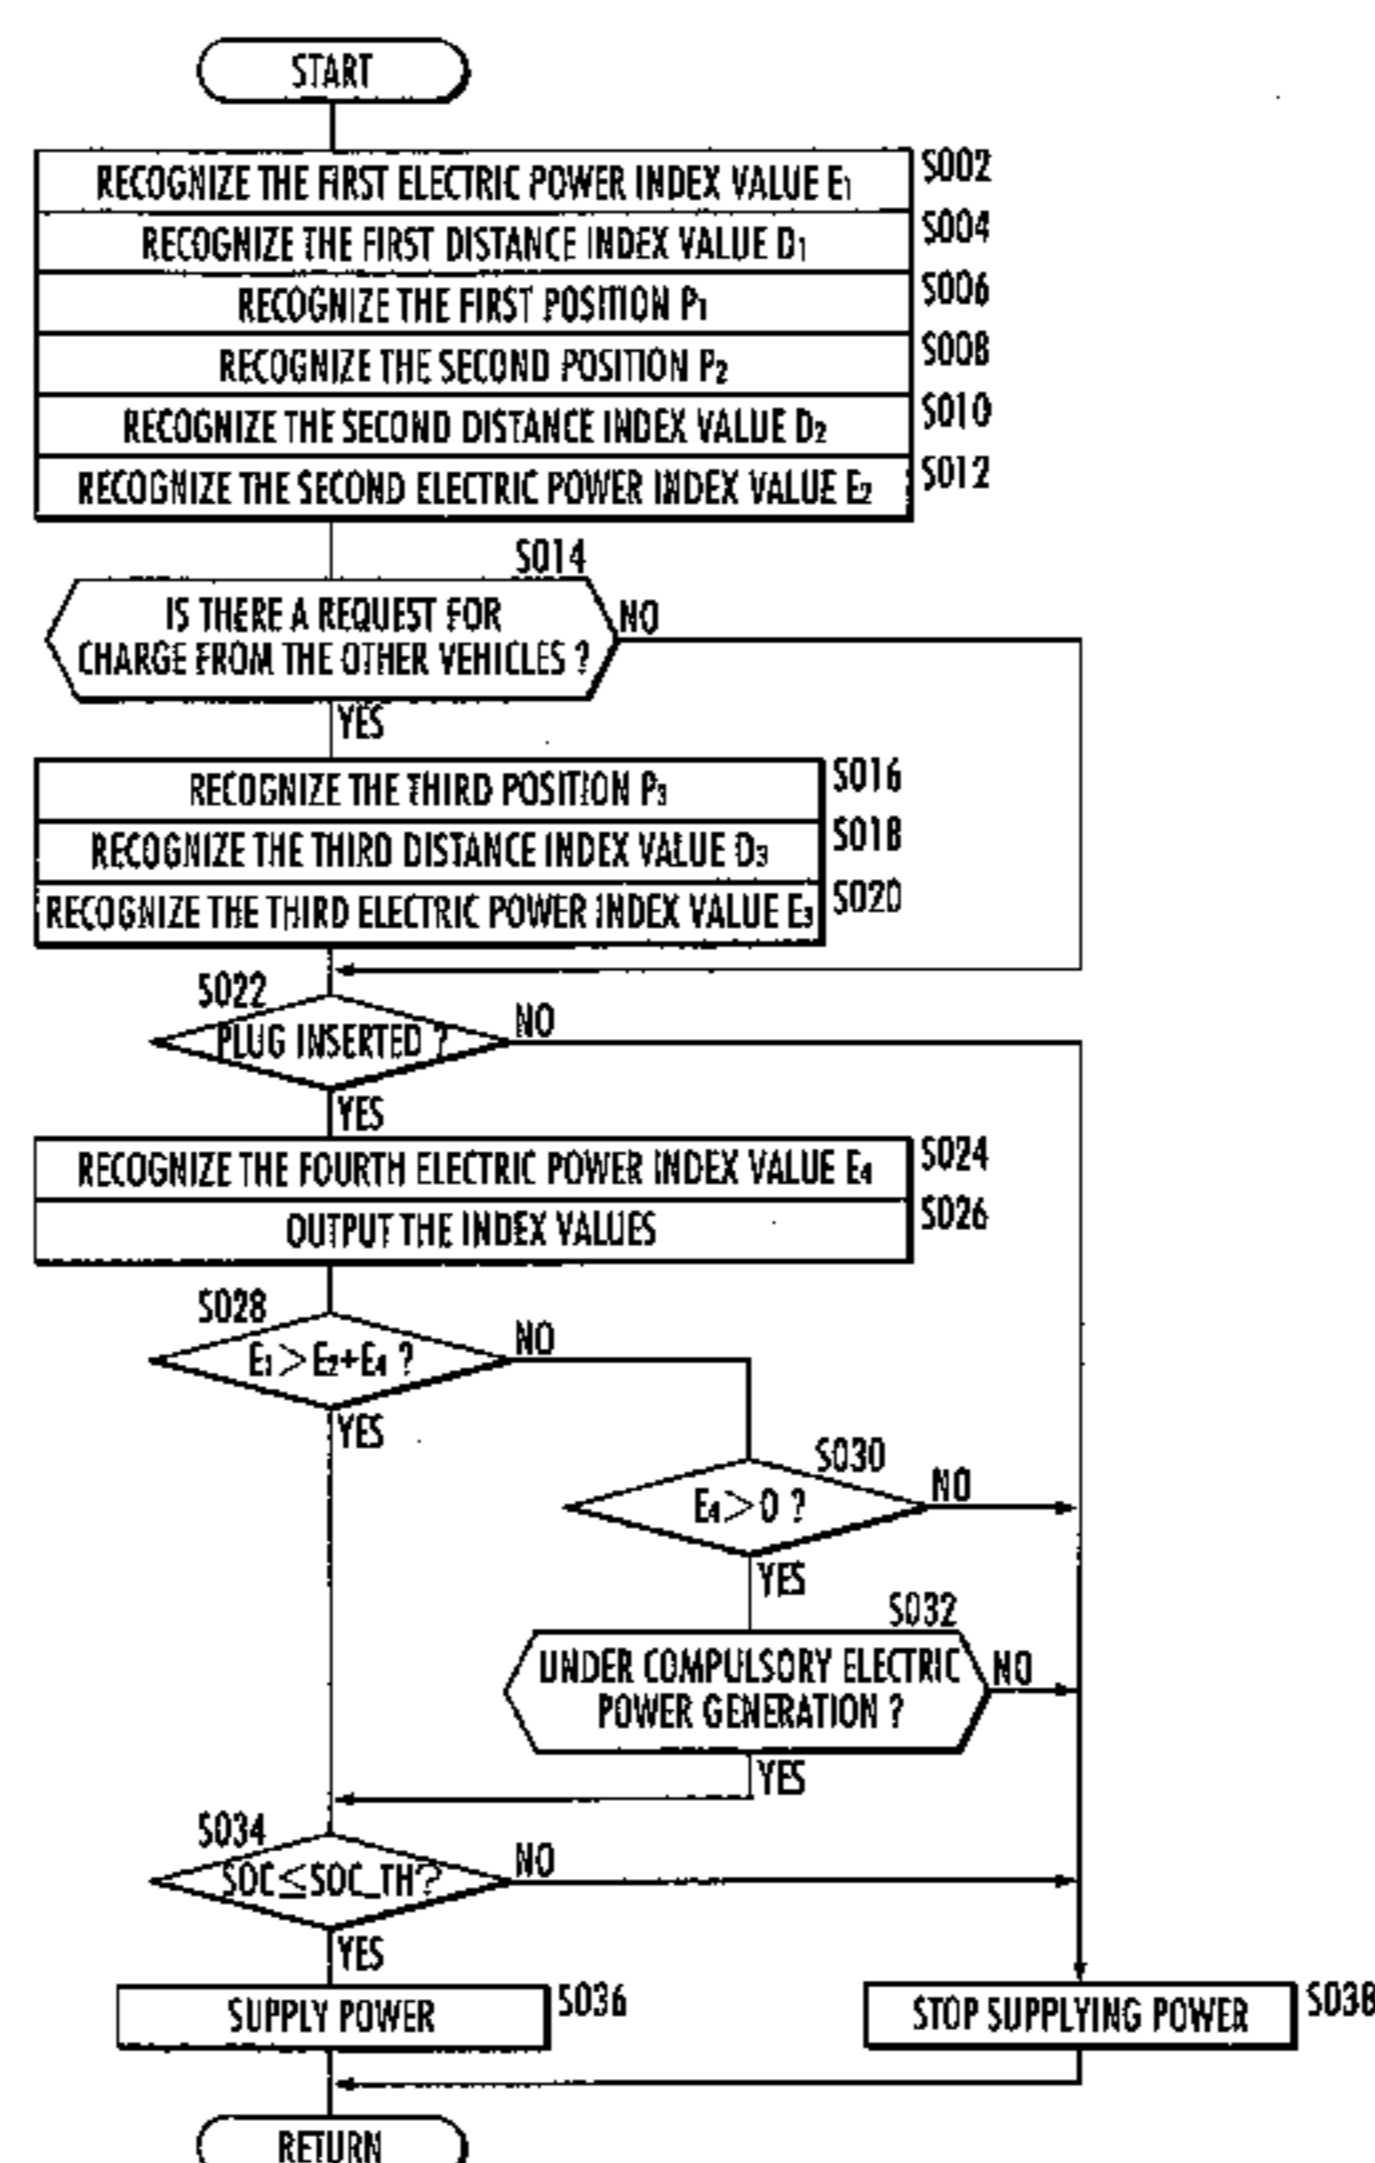 START
RECOGNIZE THE FIRST ELECTRIC POWER INDEX VALUE E1
S002
RECOGNIZE THE FIRST DISTANCE INDEX VALUE D1
S004
RECOGNIZE THE FIRST POSITION P1
S006
RECOGNIZE THE SECOND POSITION P2
S008
RECOGNIZE THE SECOND DISTANCE INDEX VALUE D2
S010
RECOGNIZE THE SECOND ELECTRIC POWER INDEX VALUE E2
S012
S014
IS THERE A REQUEST FOR
CHARGE FROM THE OTHER VEHICLES ?
NO
YES
RECOGNIZE THE THIRD POSITION P3
S016
RECOGNIZE THE THIRD DISTANCE INDEX VALUE D3
S018
RECOGNIZE THE THIRD ELECTRIC POWER INDEX VALUE E3
S020
S022
PLUG INSERTED ?
NO
YES
RECOGNIZE THE FOURTH ELECTRIC POWER INDEX VALUE E4
S024
OUTPUT THE INDEX VALUES
S026
S028
E1>E2+E4 ?
NO
YES
S030
E4>0 ?
NO
YES
S032
UNDER COMPULSORY ELECTRIC
POWER GENERATION ?
NO
YES
S034
SOC≤SOC_TH?
NO
YES
SUPPLY POWER
S036
STOP SUPPLYING POWER
S038
RETURN